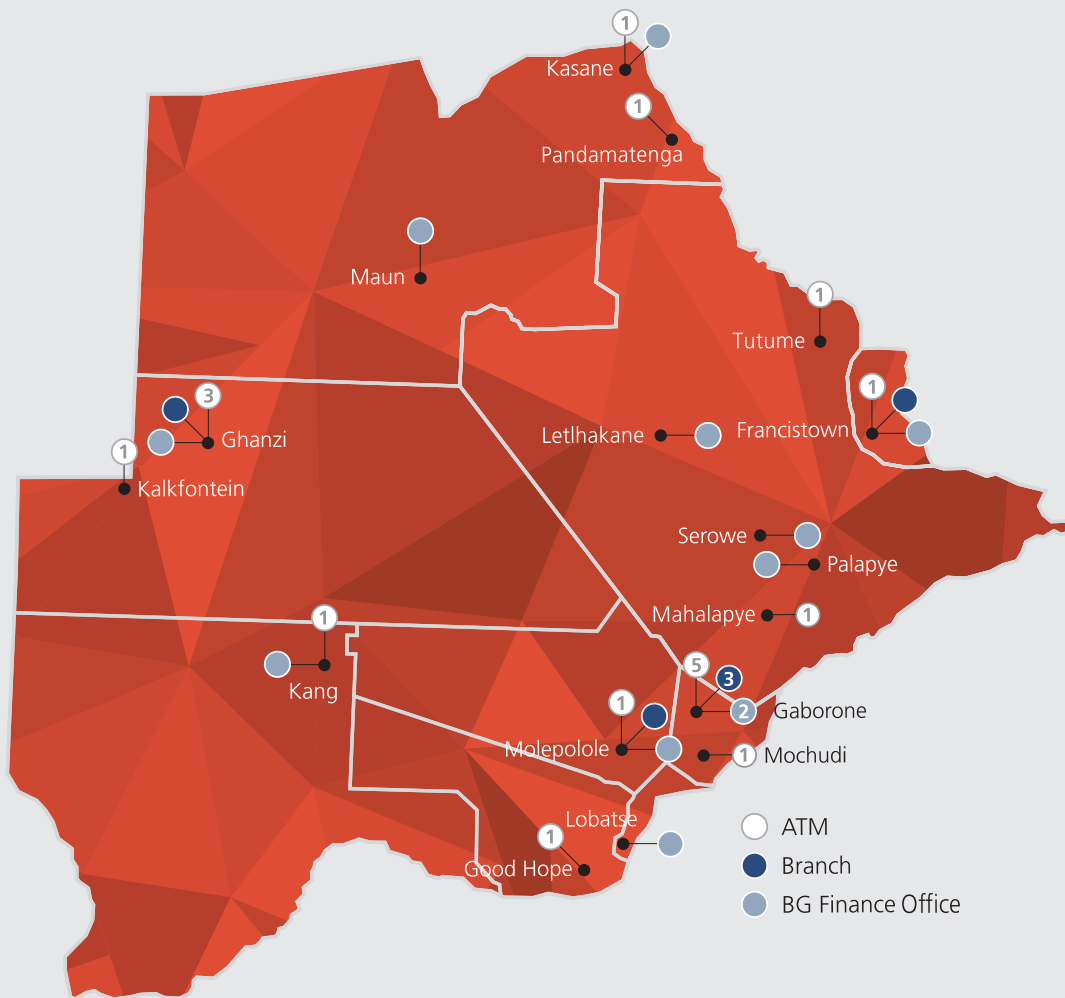 1
Kasane
1
Pandamatenga
Maun
1
Tutume
3
Ghanzi
1
Kalkfontein
1
Francistown
Letlhakane
Serowe
Palapye
Mahalapye 1
1
Kang
5
3
2 Gaborone
1
Molepolole
1 Mochudi
Lobatse
1
Good Hope
ATM
Branch
BG Finance Office